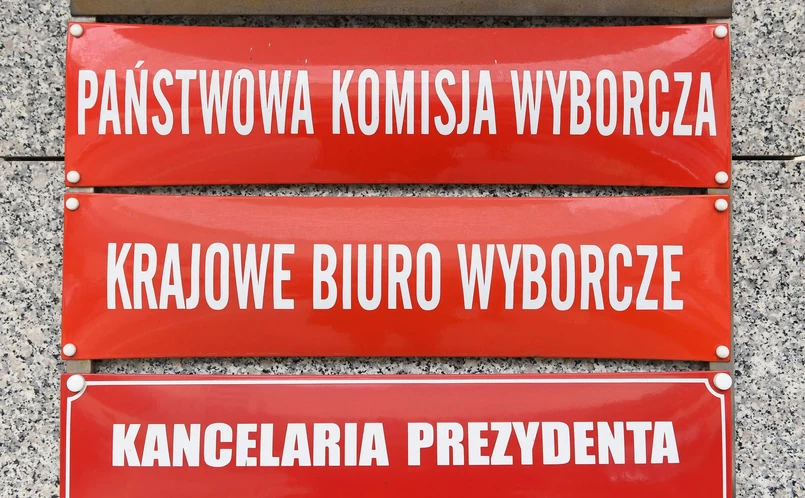 PAŃSTWOWA KOMISJA WYBORCZA
KRAJOWE BIURO WYBORCZE
KANCELARIA PREZYDENTA